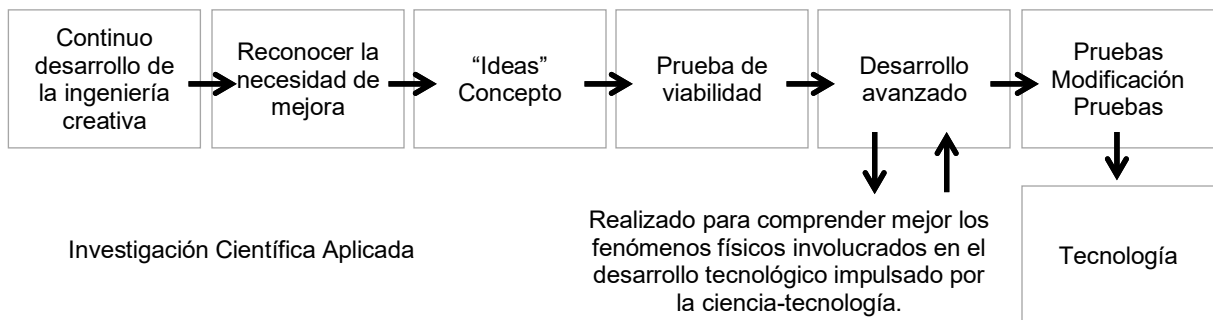 Continuo
desarrollo de
la ingeniería
creativa
Reconocer la
necesidad de
mejora
“Ideas”
Concepto
Prueba de
viabilidad
Desarrollo
avanzado
Pruebas
Modificación
Pruebas
Investigación Científica Aplicada
Realizado para comprender mejor los
fenómenos físicos involucrados en el
desarrollo tecnológico impulsado por
la ciencia-tecnología.
Tecnología